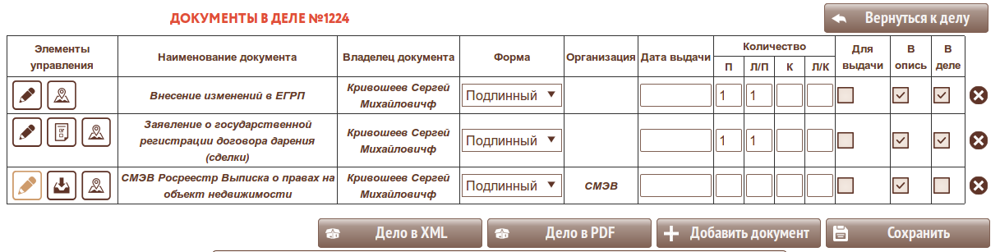 ДОКУМЕНТЫ В ДЕЛЕ №1224
Вернуться к делу
Элементы управления
Наименование документа
Владелец документа
Форма
Организация
Дата выдачи
Количество
П
Л/П
К
Л/К
Для выдачи
В опись
В деле
Внесение изменений в ЕГРП
Кривошеев Сергей
Михайловичф
Подлинный
1
1
Заявление о государственной
регистрации договора дарения
(сделки)
Кривошеев Сергей
Михайловичф
Подлинный
1
1
СМЭВ Росреестр Выписка о правах на
объект недвижимости
Кривошеев Сергей
Михайловичф
Подлинный
СМЭВ
Дело в XML
Дело в PDF
Добавить документ
Сохранить